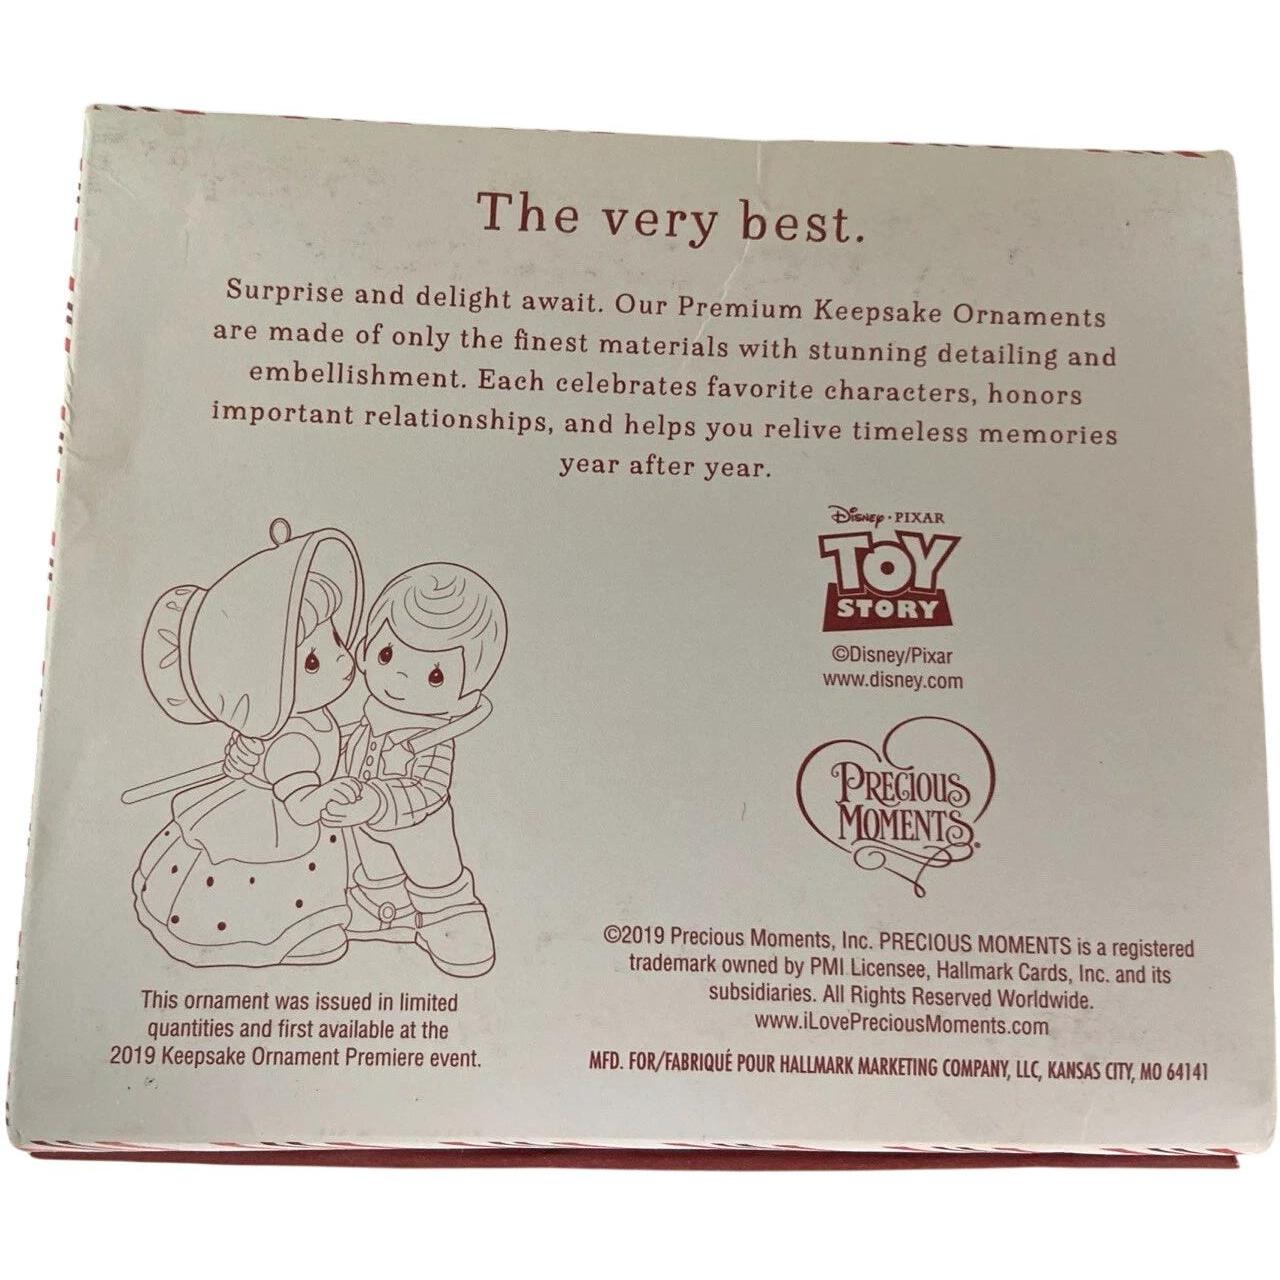 The very best.
Surprise and delight await. Our Premium Keepsake Ornaments
are made of only the finest materials with stunning detailing and
embellishment. Each celebrates favorite characters, honors
important relationships, and helps you relive timeless memories
year after year.
Disney · PIXAR
TOY
STORY
©Disney/Pixar
www.disney.com
PRECIOUS
MOMENTS®
©2019 Precious Moments, Inc. PRECIOUS MOMENTS is a registered
trademark owned by PMI Licensee, Hallmark Cards, Inc. and its
subsidiaries. All Rights Reserved Worldwide.
www.iLovePreciousMoments.com
This ornament was issued in limited
quantities and first available at the
2019 Keepsake Ornament Premiere event.
MFD. FOR/FABRIQUÉ POUR HALLMARK MARKETING COMPANY, LLC, KANSAS CITY, MO 64141